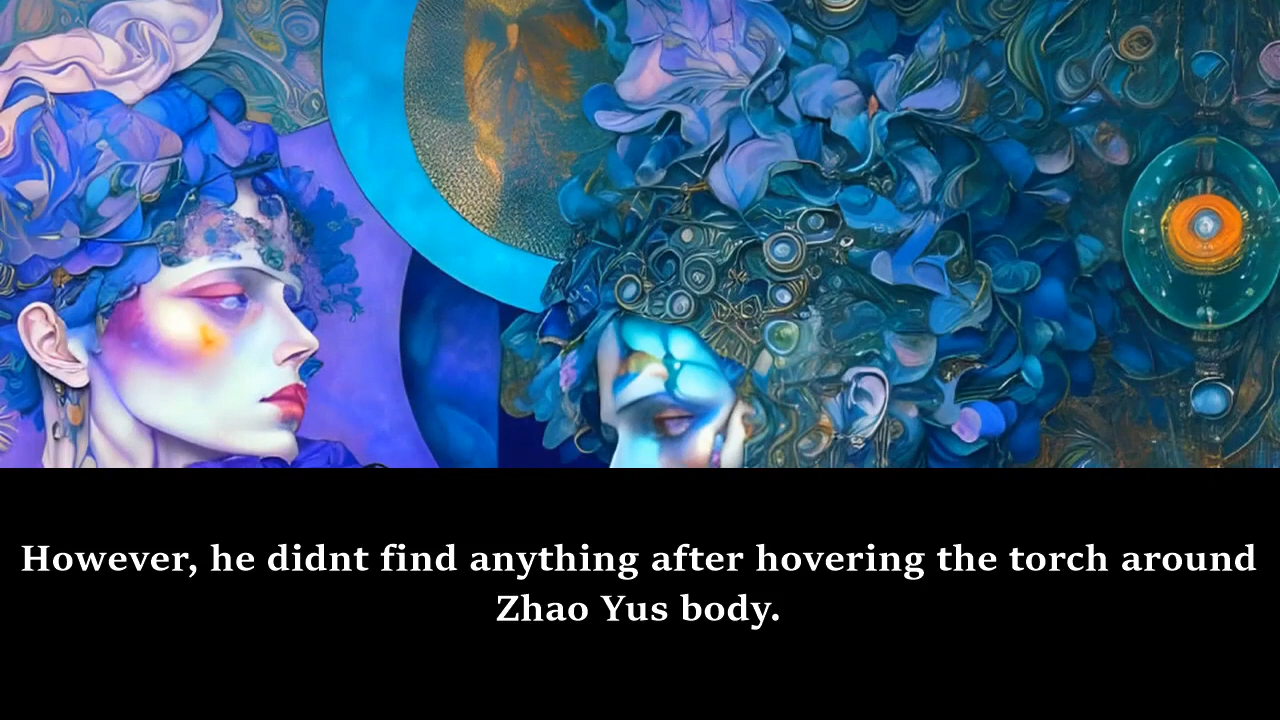 However, he didnt find anything after hovering the torch around
Zhao Yus body.